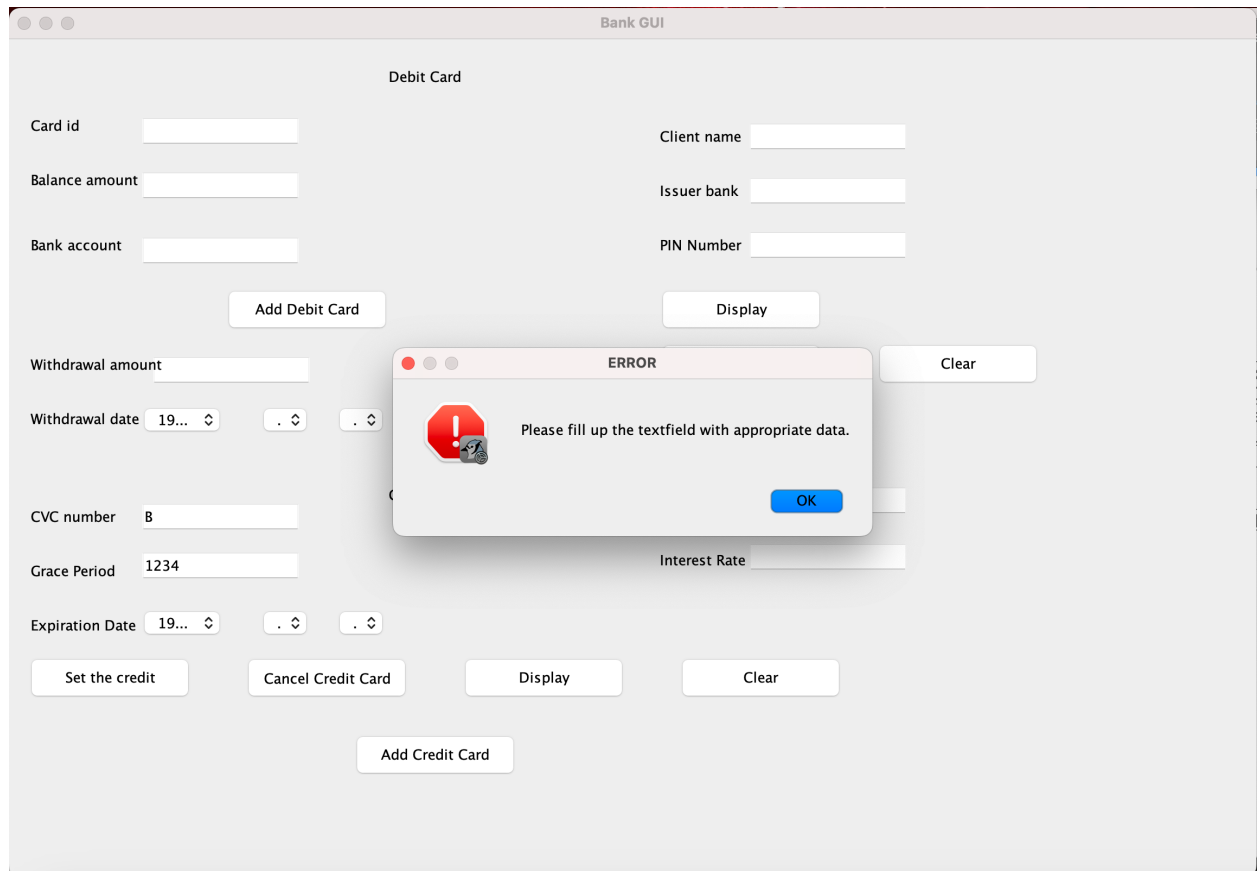 Bank GUI
Debit Card
Card id
Client name
Balance amount
Issuer bank
Bank account
PIN Number
Add Debit Card
Display
Withdrawal amount
Clear
ERROR
Please fill up the textfield with appropriate data.
OK
Withdrawal date 19... . .
CVC number B
Grace Period 1234
Interest Rate
Expiration Date 19... . .
Set the credit
Cancel Credit Card
Display
Clear
Add Credit Card